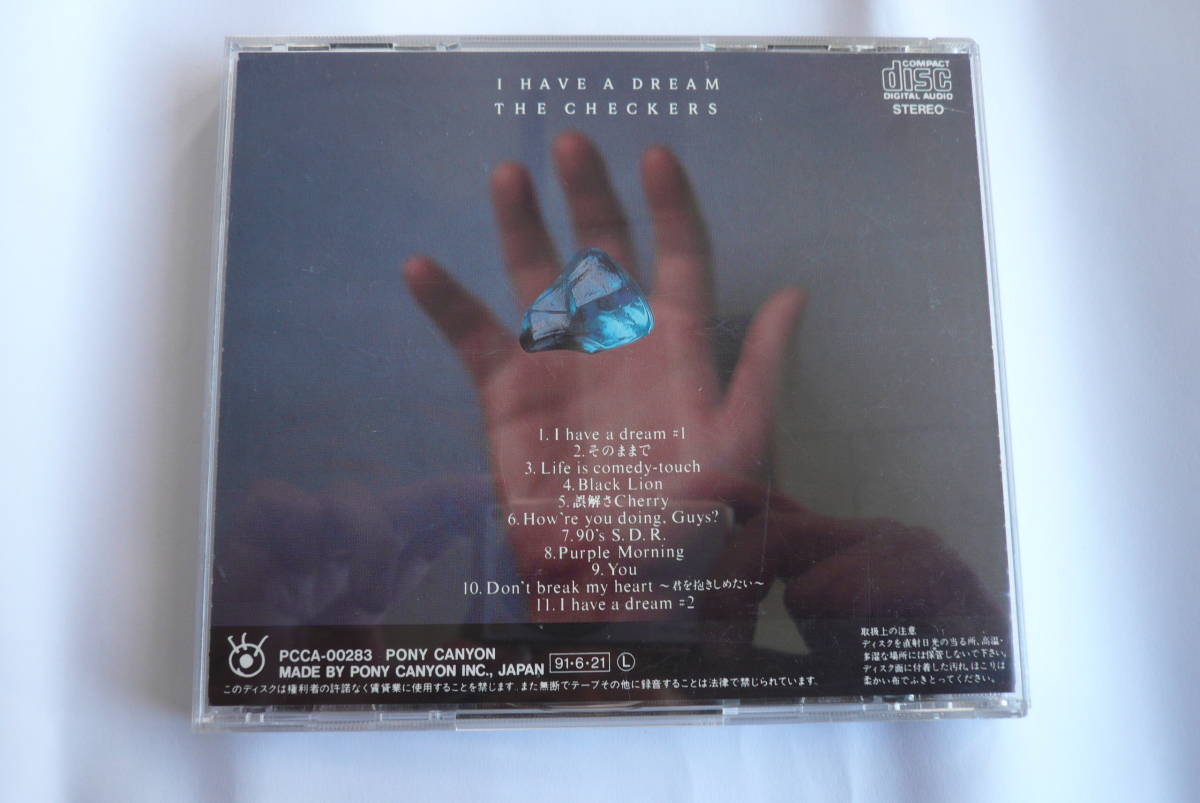 I HAVE A DREAM
THE CHECKERS
COMPACT
disc
DIGITAL AUDIO
STEREO
1. I have a dream #1
2. そのままで
3. Life is comedy-touch
4. Black Lion
5. 誤解さCherry
6. How're you doing, Guys?
7. 90's S.D.R.
8. Purple Morning
9. You
10. Don't break my heart 〜君を抱きしめたい〜
11. I have a dream #2
PCCA-00283 PONY CANYON
MADE BY PONY CANYON INC., JAPAN 91・6・21 Ⓛ
このディスクは権利者の許諾なく賃貸業に使用することを禁じます。また無断でテープその他に録音することは法律で禁じられています。
取扱上の注意
ディスクを直射日光の当る所、高温・
多湿な場所には保管しないで下さい。
ディスク面に付着した汚れ、ほこりは
柔かい布でふきとってください。